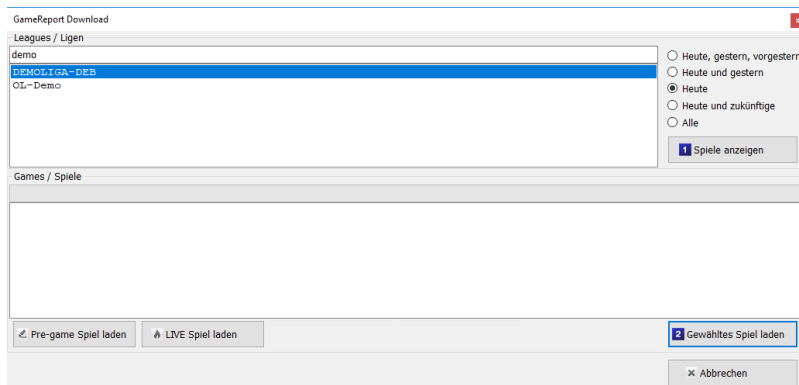 GameReport Download
Leagues / Ligen
demo
DEMOLIGA-DEB
OL-Demo
Heute, gestern, vorgestern
Heute und gestern
Heute
Heute und zukünftige
Alle
1 Spiele anzeigen
Games / Spiele
Pre-game Spiel laden
LIVE Spiel laden
2 Gewähltes Spiel laden
Abbrechen